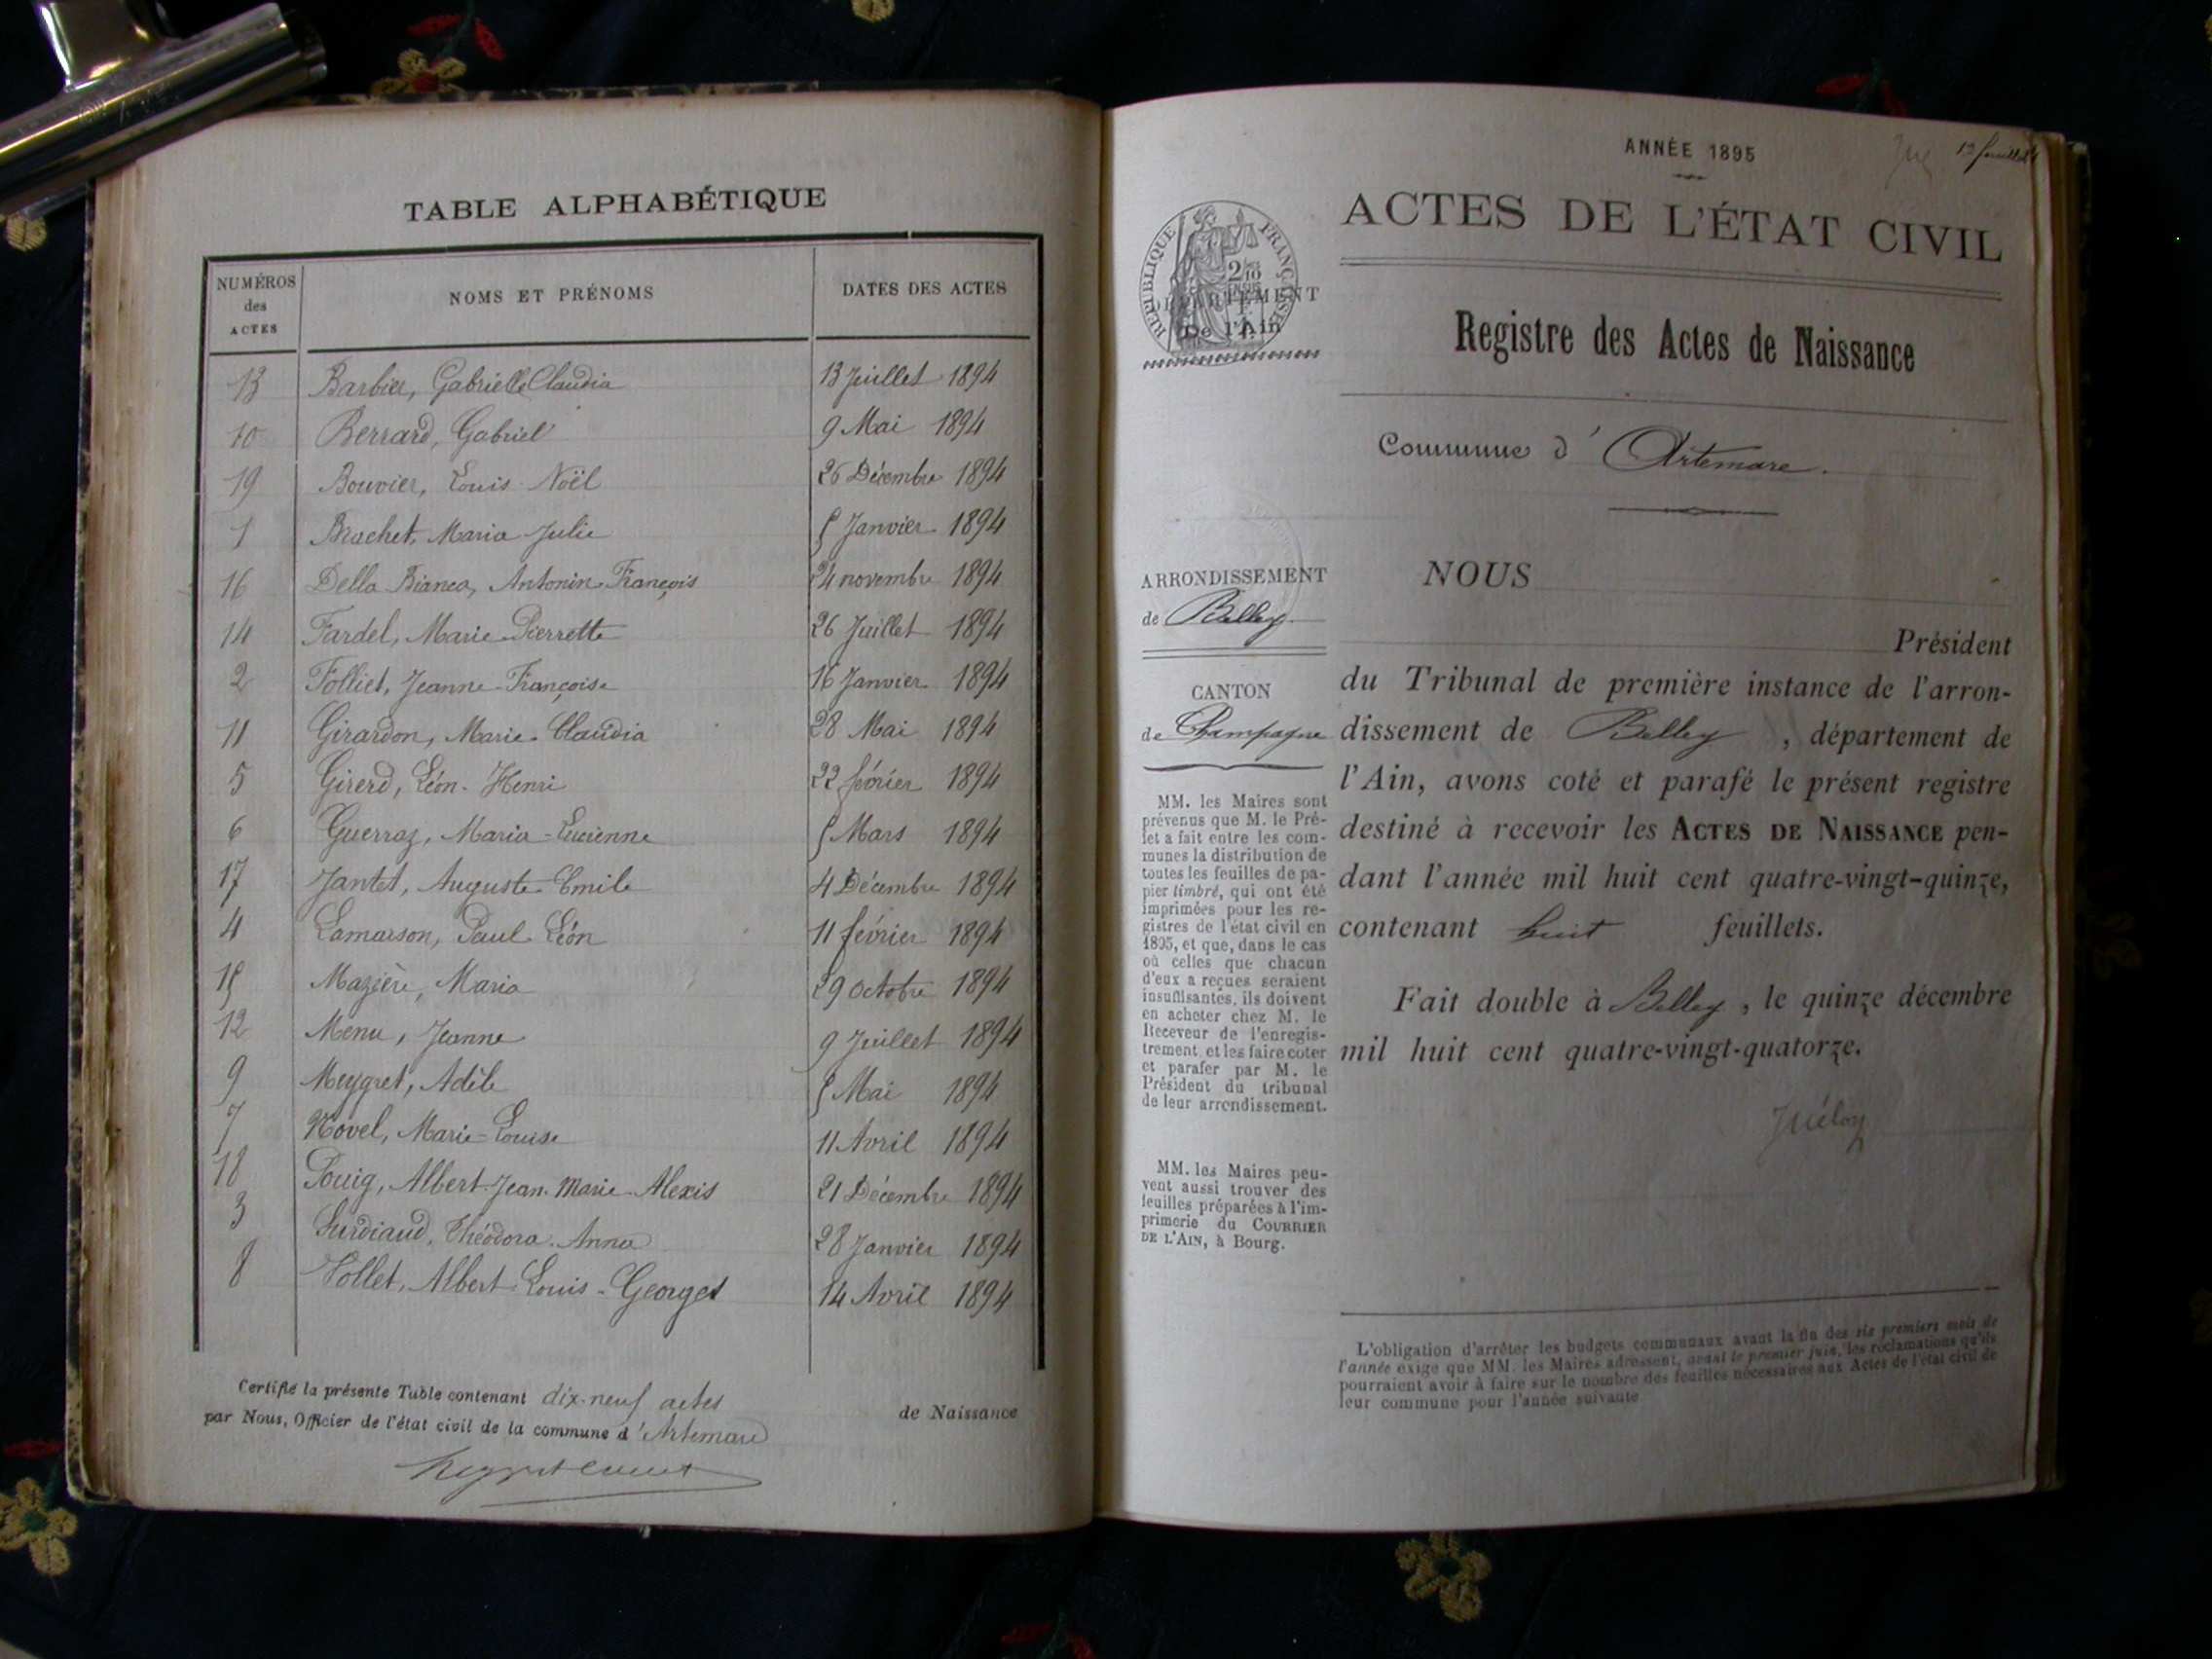 TABLE ALPHABÉTIQUE
NUMÉROS des ACTES NOMS ET PRÉNOMS DATES DES ACTES
13 Barbier, Gabrielle Claudia 13 Juillet 1894
10 Berrard, Gabriel 9 Mai 1894
19 Bouvier, Louis Noël 26 Décembre 1894
1 Brachet, Maria Julie 5 Janvier 1894
16 Della Bianca, Antonin François 24 novembre 1894
14 Fardel, Marie Pierrette 26 Juillet 1894
2 Folliet, Jeanne-Françoise 16 Janvier 1894
11 Girardon, Marie Claudia 28 Mai 1894
5 Girerd, Léon-Henri 22 février 1894
6 Guerraz, Maria-Lucienne 5 Mars 1894
17 Jantet, Auguste Emile 4 Décembre 1894
4 Lamarson, Paul Léon 11 février 1894
15 Mazière, Maria 29 Octobre 1894
12 Menu, Jeanne 9 Juillet 1894
9 Meygret, Adèle 5 Mai 1894
7 Novel, Marie-Louise 11 Avril 1894
18 Pouig, Albert-Jean-Marie-Alexis 21 Décembre 1894
3 Surdiaud, Théodora-Anna 28 Janvier 1894
8 Vollet, Albert Louis-Georges 14 Avril 1894
Certifié la présente Table contenant dix-neuf actes de Naissance
par Nous, Officier de l'état civil de la commune d'Artemare
ANNÉE 1895
12 feuillets
ACTES DE L'ÉTAT CIVIL
RÉPUBLIQUE FRANÇAISE
DÉPARTEMENT
De l'Ain
Registre des Actes de Naissance
Commune d'Artemare.
ARRONDISSEMENT
de Belley
CANTON
de Champagne
MM. les Maires sont
prévenus que M. le Pré-
fet a fait entre les com-
munes la distribution de
toutes les feuilles de pa-
pier timbré, qui ont été
imprimées pour les re-
gistres de l'état civil en
1895, et que, dans le cas
où celles que chacun
d'eux a reçues seraient
insuffisantes, ils doivent
en acheter chez M. le
Receveur de l'enregis-
trement et les faire coter
et parafer par M. le
Président du tribunal
de leur arrondissement.
MM. les Maires peu-
vent aussi trouver des
feuilles préparées à l'im-
primerie du COURRIER
DE L'AIN, à Bourg.
NOUS
Président
du Tribunal de première instance de l'arron-
dissement de Belley, département de
l'Ain, avons coté et parafé le présent registre
destiné à recevoir les ACTES DE NAISSANCE pen-
dant l'année mil huit cent quatre-vingt-quinze,
contenant huit feuillets.
Fait double à Belley, le quinze décembre
mil huit cent quatre-vingt-quatorze.
L'obligation d'arrêter les budgets communaux avant la fin des six premiers mois de
l'année exige que MM. les Maires adressent, avant le premier juin, les réclamations qu'ils
pourraient avoir à faire sur le nombre des feuilles nécessaires aux Actes de l'état civil de
leur commune pour l'année suivante